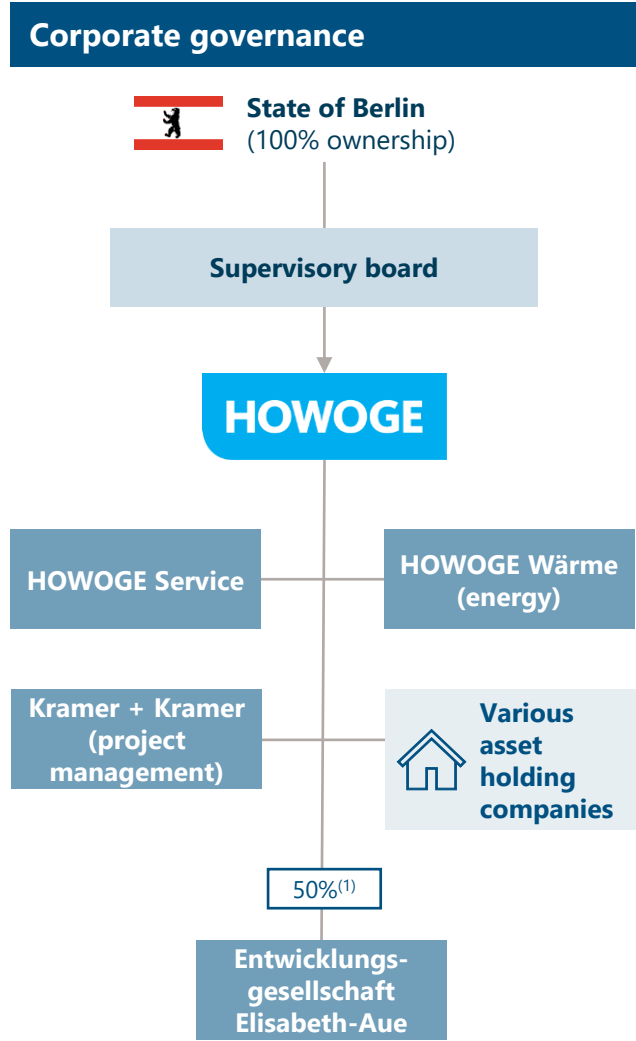 Corporate governance
State of Berlin
(100% ownership)
Supervisory board
HOWOGE
HOWOGE Service
HOWOGE Wärme
(energy)
Kramer + Kramer
(project
management)
Various
asset
holding
companies
50%(1)
Entwicklungs-
gesellschaft
Elisabeth-Aue